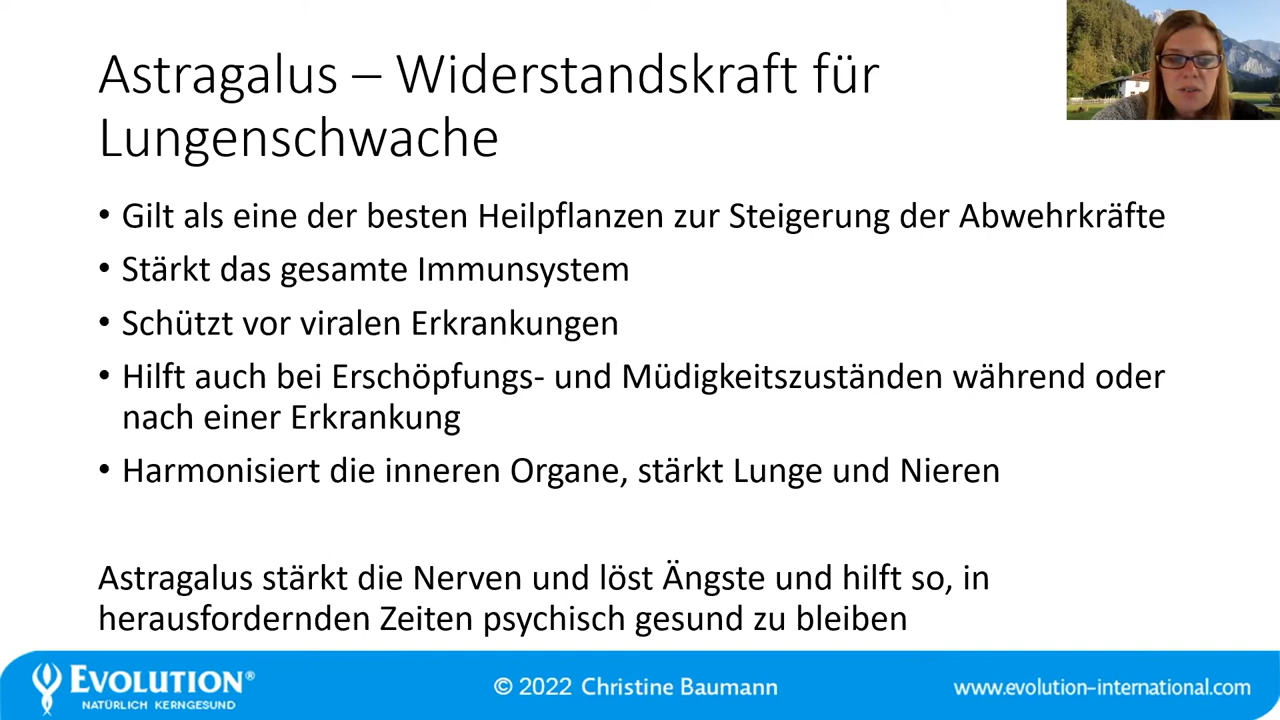 Astragalus – Widerstandskraft für
Lungenschwache
• Gilt als eine der besten Heilpflanzen zur Steigerung der Abwehrkräfte
• Stärkt das gesamte Immunsystem
• Schützt vor viralen Erkrankungen
• Hilft auch bei Erschöpfungs- und Müdigkeitszuständen während oder
nach einer Erkrankung
• Harmonisiert die inneren Organe, stärkt Lunge und Nieren
Astragalus stärkt die Nerven und löst Ängste und hilft so, in
herausfordernden Zeiten psychisch gesund zu bleiben
EVOLUTION®
NATÜRLICH KERNGESUND
© 2022 Christine Baumann
www.evolution-international.com